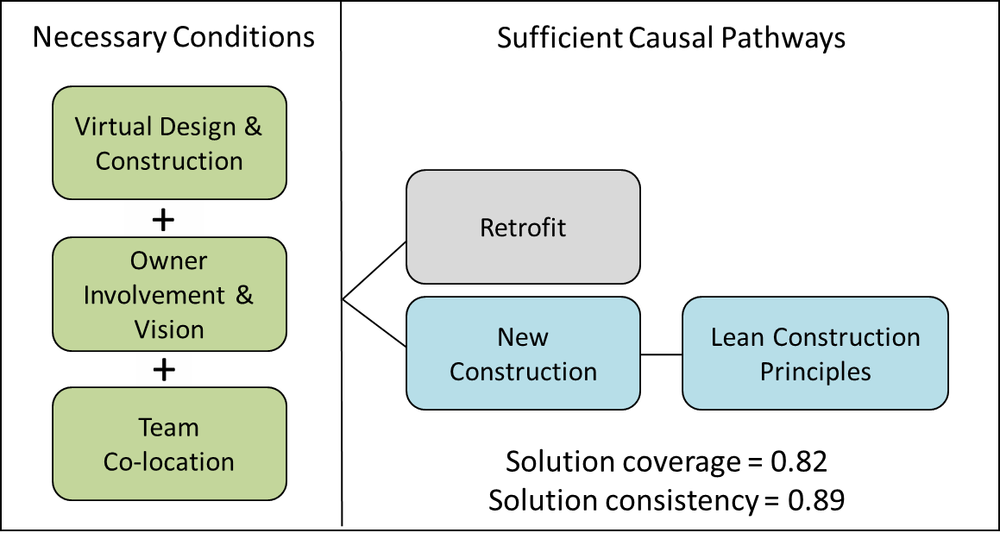 Necessary Conditions
Virtual Design &
Construction
+
Owner
Involvement &
Vision
+
Team
Co-location
Sufficient Causal Pathways
Retrofit
New
Construction
Lean Construction
Principles
Solution coverage = 0.82
Solution consistency = 0.89